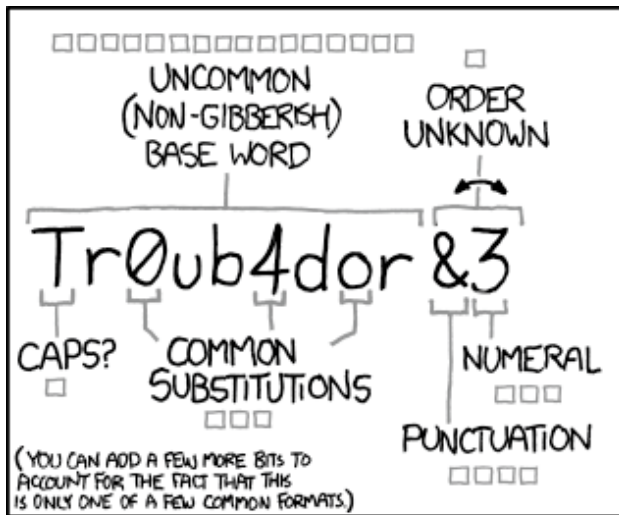 UNCOMMON
(NON-GIBBERISH)
BASE WORD
ORDER
UNKNOWN
Tr0ub4dor &3
CAPS?
COMMON
SUBSTITUTIONS
NUMERAL
PUNCTUATION
(YOU CAN ADD A FEW MORE BITS TO
ACCOUNT FOR THE FACT THAT THIS
IS ONLY ONE OF A FEW COMMON FORMATS.)